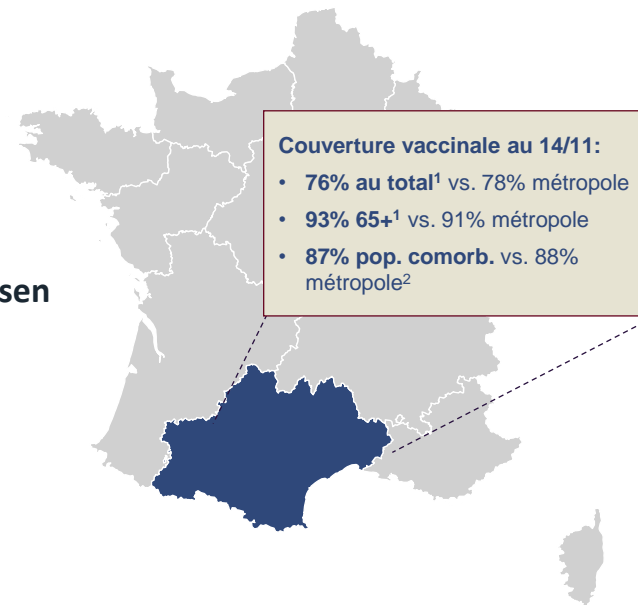 Couverture vaccinale au 14/11:
• 76% au total¹ vs. 78% métropole
• 93% 65+¹ vs. 91% métropole
• 87% pop. comorb. vs. 88%
métropole²
sen